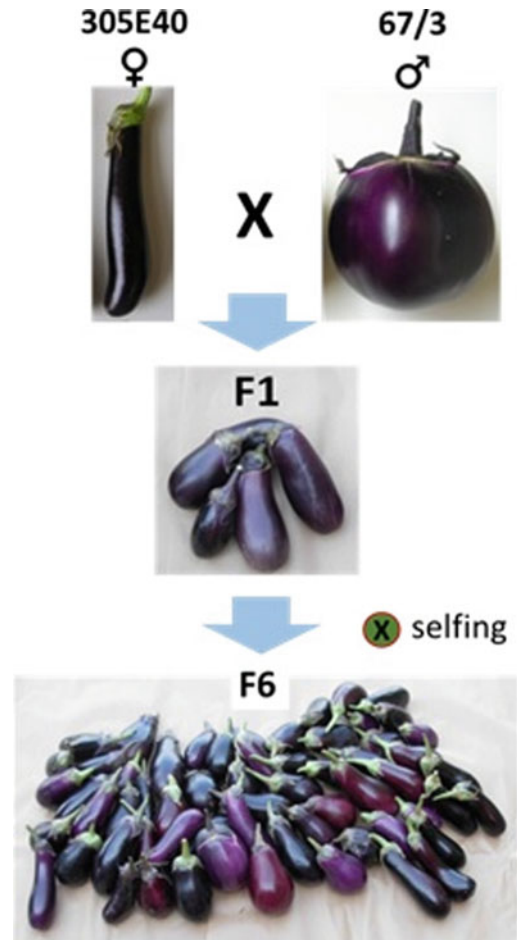 305E40 67/3
♀ ♂
X
F1
X selfing
F6